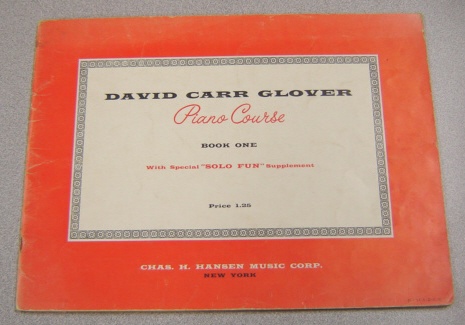 DAVID CARR GLOVER
Piano Course
BOOK ONE
With Special "SOLO FUN" Supplement
Price 1.25
CHAS. H. HANSEN MUSIC CORP.
NEW YORK